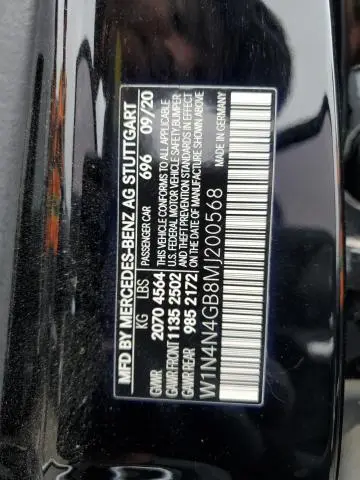 MFD BY MERCEDES-BENZ AG STUTTGART
PASSENGER CAR 696 09/20
KG LBS
GVWR 2070 4564
GAWR FRONT 1135 2502
GAWR REAR 985 2172
THIS VEHICLE CONFORMS TO ALL APPLICABLE
U.S. FEDERAL MOTOR VEHICLE SAFETY, BUMPER
AND THEFT PREVENTION STANDARDS IN EFFECT
ON THE DATE OF MANUFACTURE SHOWN ABOVE
W1N4N4GB8MJ200568
MADE IN GERMANY